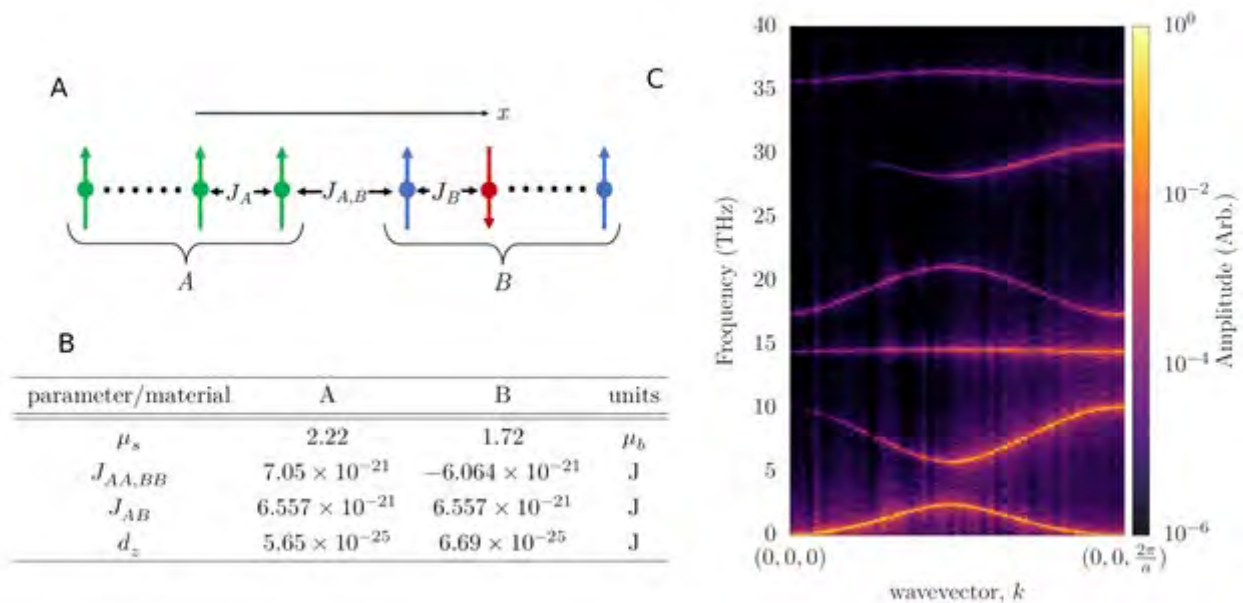 A
x
J_A
J_{A,B}
J_B
A
B
B
parameter/material A B units
μ_s 2.22 1.72 μ_b
J_{AA,BB} 7.05 × 10^{-21} −6.064 × 10^{-21} J
J_{AB} 6.557 × 10^{-21} 6.557 × 10^{-21} J
d_z 5.65 × 10^{-25} 6.69 × 10^{-25} J
C
40
35
30
25
20
15
10
5
0
Frequency (THz)
(0, 0, 0)
(0, 0, 2π/a)
wavevector, k
10^0
10^{-2}
10^{-4}
10^{-6}
Amplitude (Arb.)